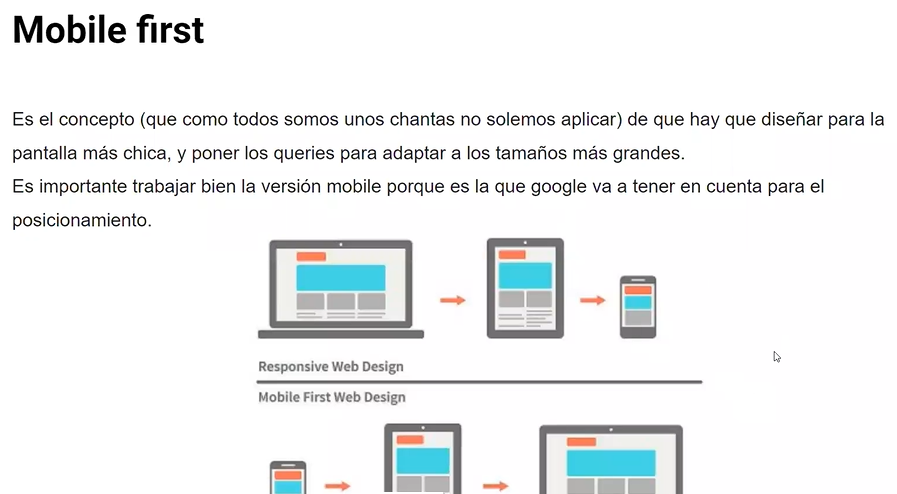 Mobile first
Es el concepto (que como todos somos unos chantas no solemos aplicar) de que hay que diseñar para la
pantalla más chica, y poner los queries para adaptar a los tamaños más grandes.
Es importante trabajar bien la versión mobile porque es la que google va a tener en cuenta para el
posicionamiento.
Responsive Web Design
Mobile First Web Design